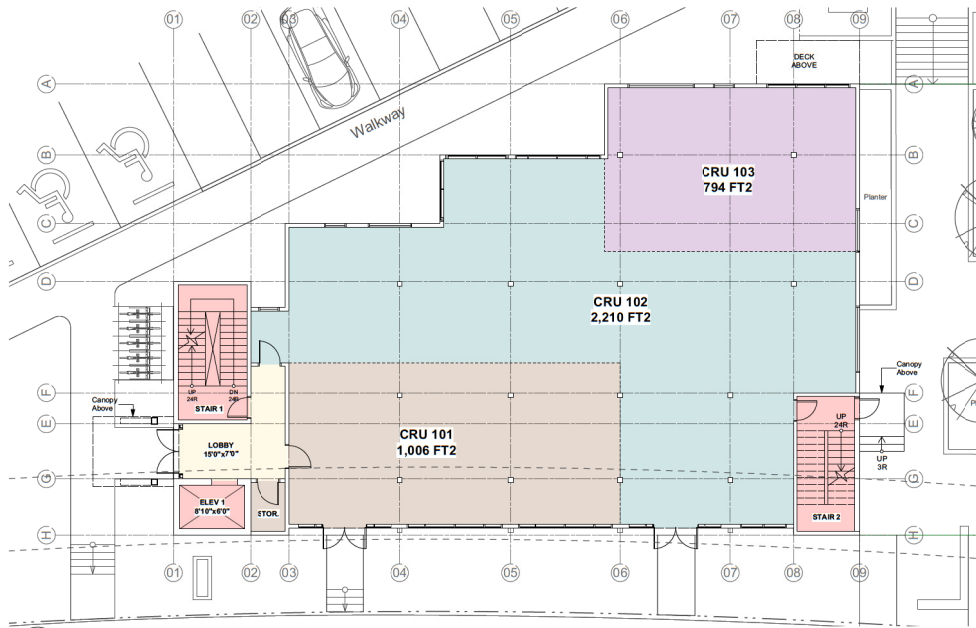 01
02
03
04
05
06
07
08
09
DECK
ABOVE
A
A
Walkway
B
B
CRU 103
794 FT2
Planter
C
C
D
D
CRU 102
2,210 FT2
Canopy
Above
UP
24R
DN
24R
F
F
Canopy
Above
STAIR 1
UP
24R
E
E
CRU 101
1,006 FT2
LOBBY
15'0"x7'0"
UP
3R
G
G
ELEV 1
8'10"x6'0"
STOR.
STAIR 2
H
H
01
02
03
04
05
06
07
08
09